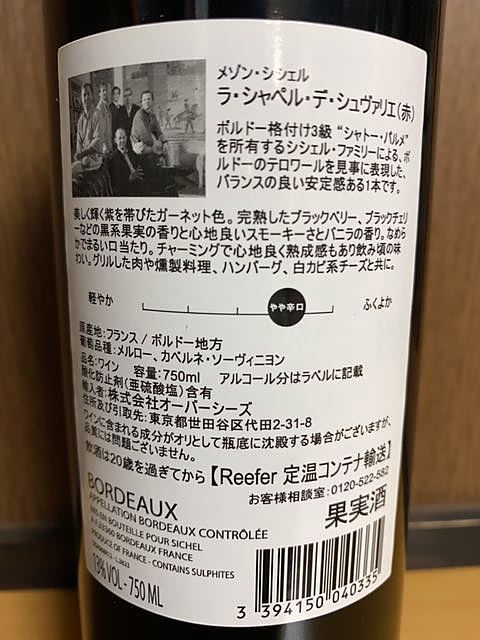 メゾン・シシェル
ラ・シャペル・デ・シュヴァリエ(赤)
ボルドー格付け3級 “シャトー・パルメ”
を所有するシシェル・ファミリーによる、ボ
ルドーのテロワールを見事に表現した、
バランスの良い安定感ある1本です。
美しく輝く紫を帯びたガーネット色。完熟したブラックベリー、ブラックチェリ
ーなどの黒系果実の香りと心地良いスモーキーさとバニラの香り。なめら
かでまるい口当たり。チャーミングで心地良く熟成感もあり飲み頃の味
わい。グリルした肉や燻製料理、ハンバーグ、白カビ系チーズと共に。
軽やか やや辛口 ふくよか
原産地:フランス / ボルドー地方
葡萄品種:メルロー、カベルネ・ソーヴィニヨン
品名:ワイン 容量:750ml アルコール分はラベルに記載
酸化防止剤(亜硫酸塩)含有
輸入者:株式会社オーバーシーズ
住所及び引取先:東京都世田谷区代田2-31-8
ワインに含まれる成分がオリとして瓶底に沈殿する場合がございますが、
品質には問題ございません。
飲酒は20歳を過ぎてから【Reefer 定温コンテナ輸送】
お客様相談室:0120-522-582
果実酒
BORDEAUX
APPELLATION BORDEAUX CONTRÔLÉE
MIS EN BOUTEILLE POUR SICHEL
A F-33360 BORDEAUX FRANCE
PRODUCE OF FRANCE - CONTAINS SULPHITES
13% VOL - 750 ML
3 394150 040335